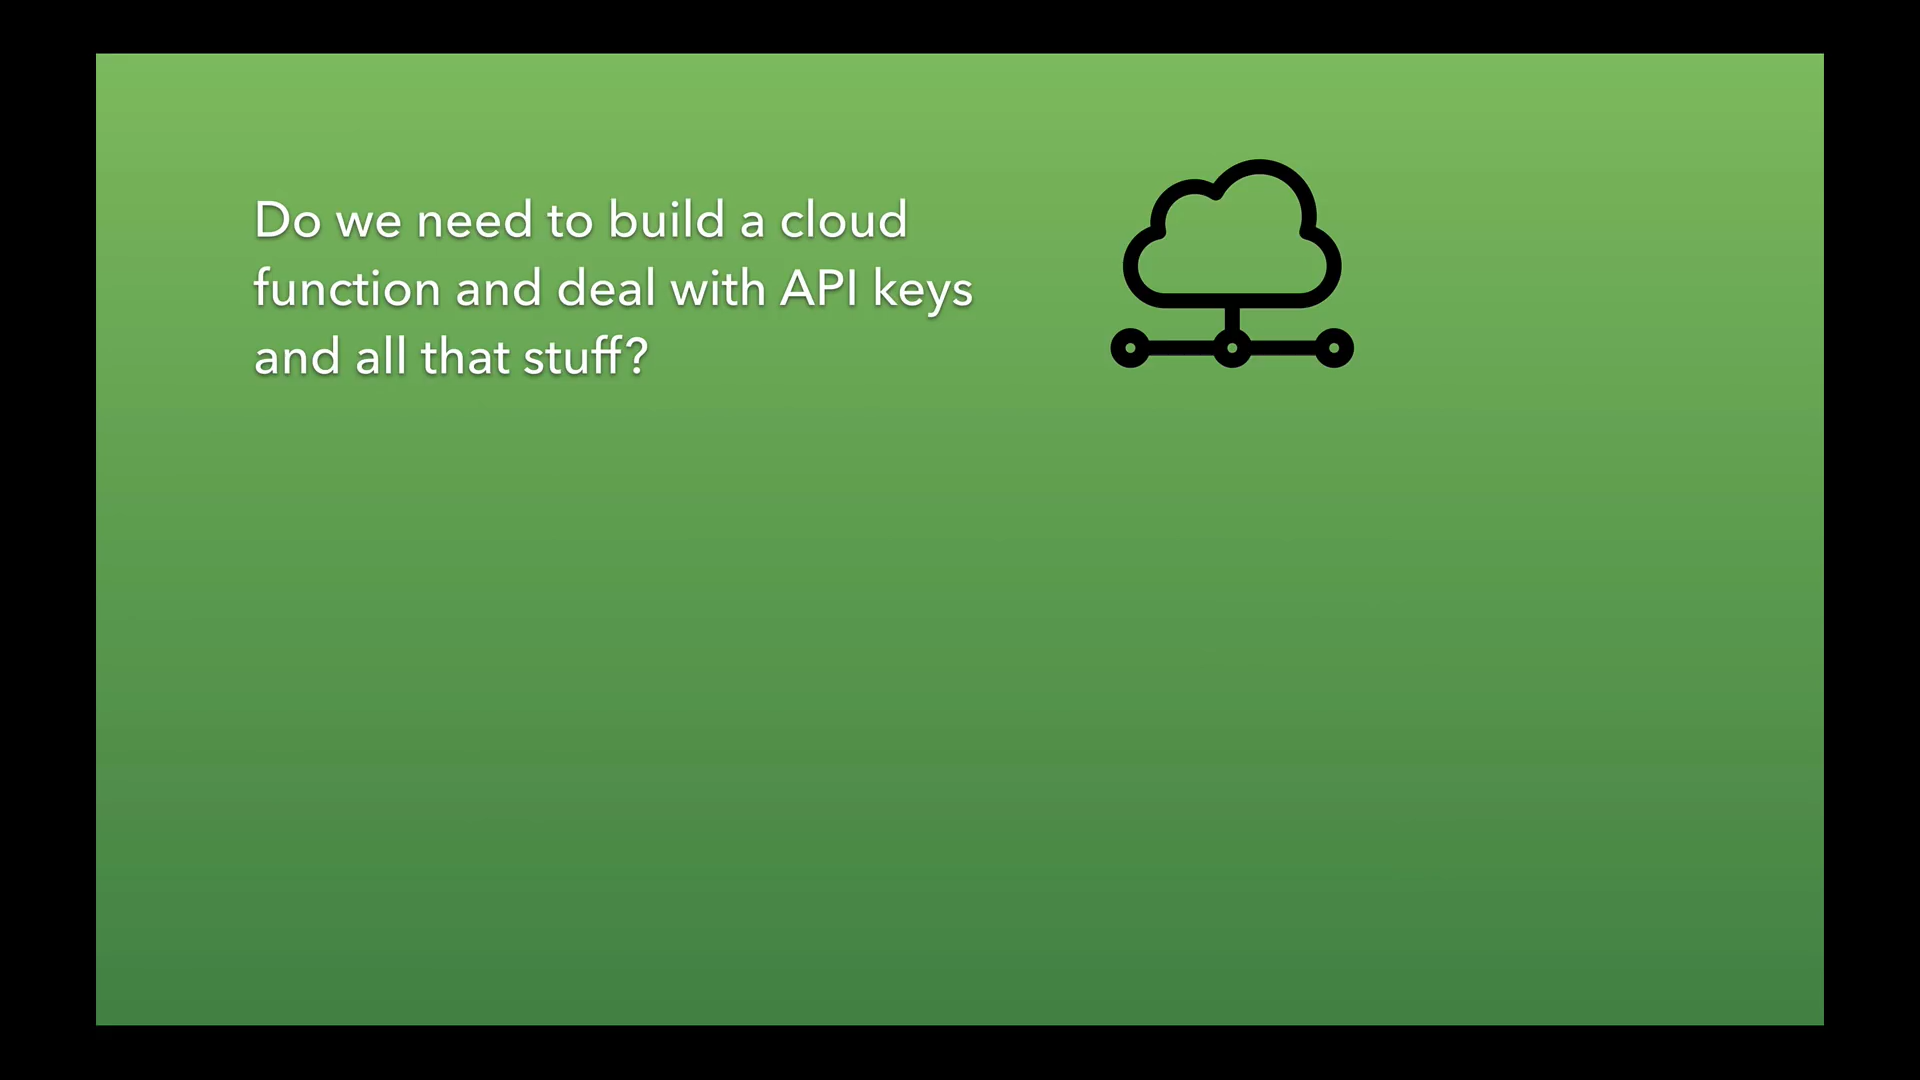 Do we need to build a cloud
function and deal with API keys
and all that stuff?